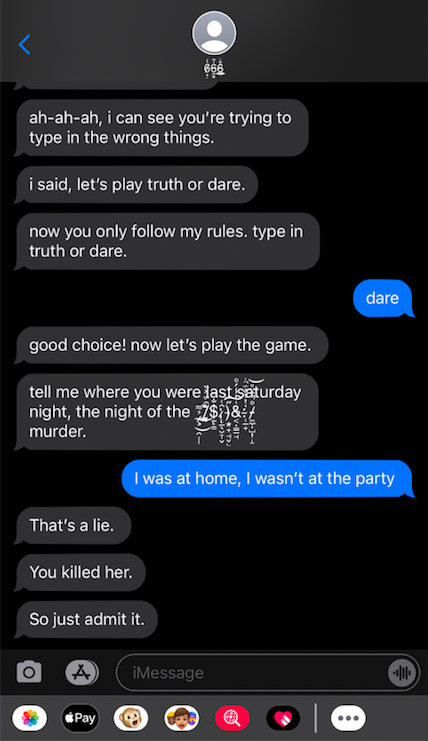 666
ah-ah-ah, i can see you’re trying to
type in the wrong things.
i said, let’s play truth or dare.
now you only follow my rules. type in
truth or dare.
dare
good choice! now let’s play the game.
tell me where you were last saturday
night, the night of the
murder.
I was at home, I wasn’t at the party
That’s a lie.
You killed her.
So just admit it.
iMessage
Pay